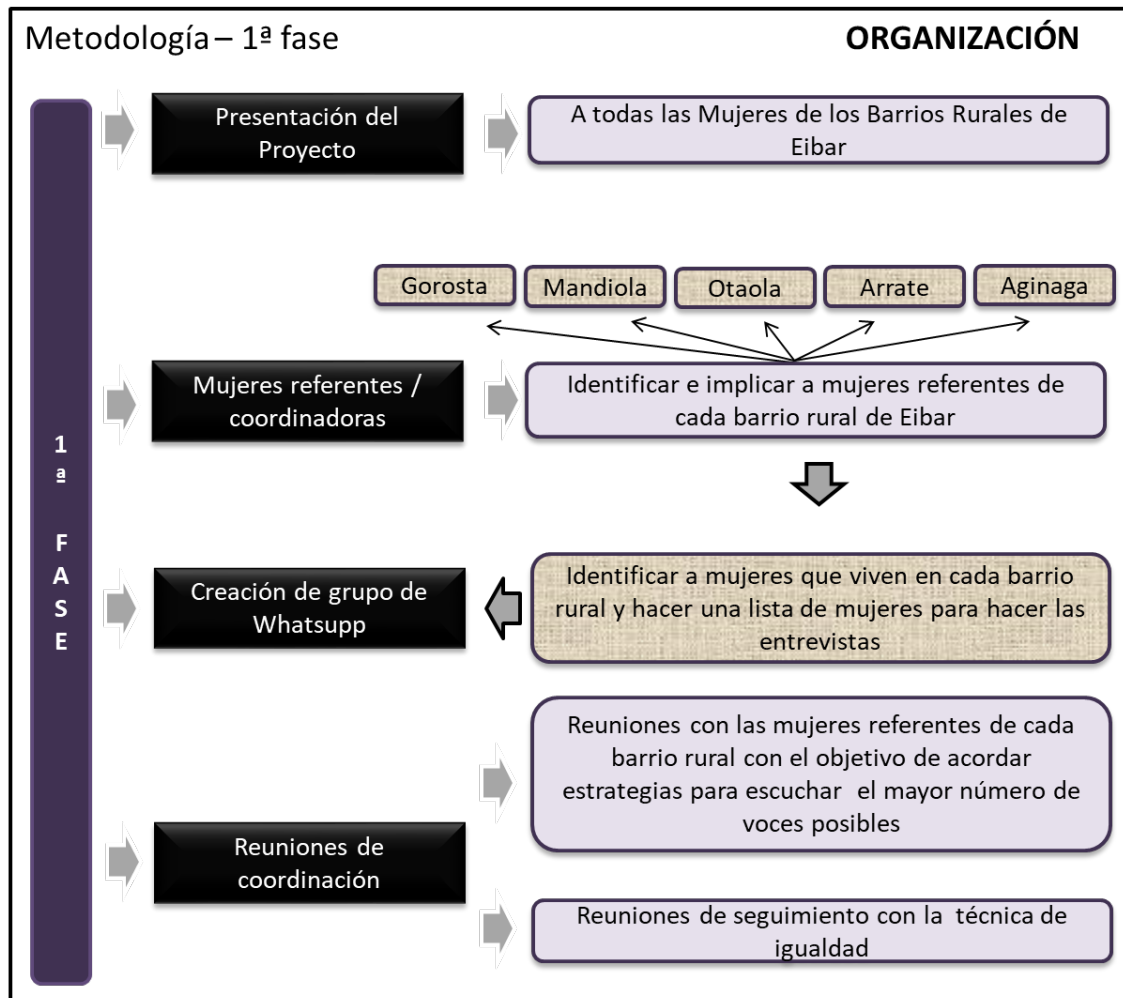 Metodología – 1ª fase
ORGANIZACIÓN
1
ª
F
A
S
E
Presentación del
Proyecto
A todas las Mujeres de los Barrios Rurales de
Eibar
Gorosta
Mandiola
Otaola
Arrate
Aginaga
Mujeres referentes /
coordinadoras
Identificar e implicar a mujeres referentes de
cada barrio rural de Eibar
Creación de grupo de
Whatsupp
Identificar a mujeres que viven en cada barrio
rural y hacer una lista de mujeres para hacer las
entrevistas
Reuniones de
coordinación
Reuniones con las mujeres referentes de cada
barrio rural con el objetivo de acordar
estrategias para escuchar el mayor número de
voces posibles
Reuniones de seguimiento con la técnica de
igualdad